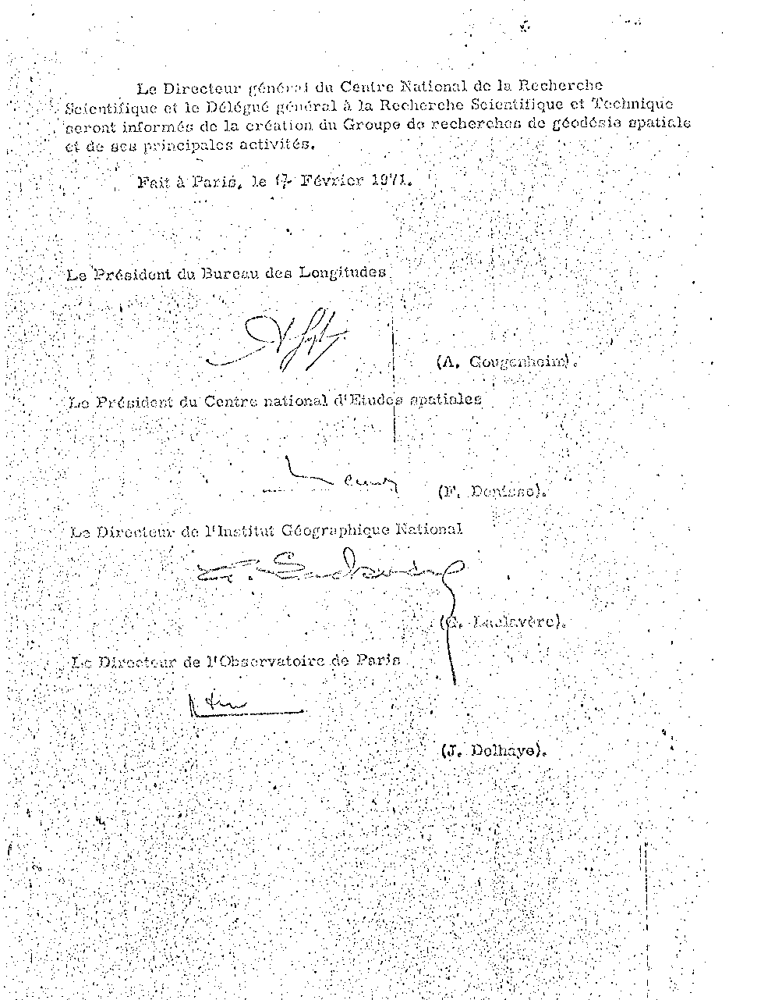 Le Directeur général du Centre National de la Recherche
Scientifique et le Délégué général à la Recherche Scientifique et Technique
seront informés de la création du Groupe de recherches de géodésie spatiale
et de ses principales activités.
Fait à Paris, le 17 Février 1971.
Le Président du Bureau des Longitudes
(A. Gougenheim).
Le Président du Centre national d'Etudes spatiales
(F. Denisse).
Le Directeur de l'Institut Géographique National
G. Laclavère
(G. Laclavère).
Le Directeur de l'Observatoire de Paris
(J. Delhaye).